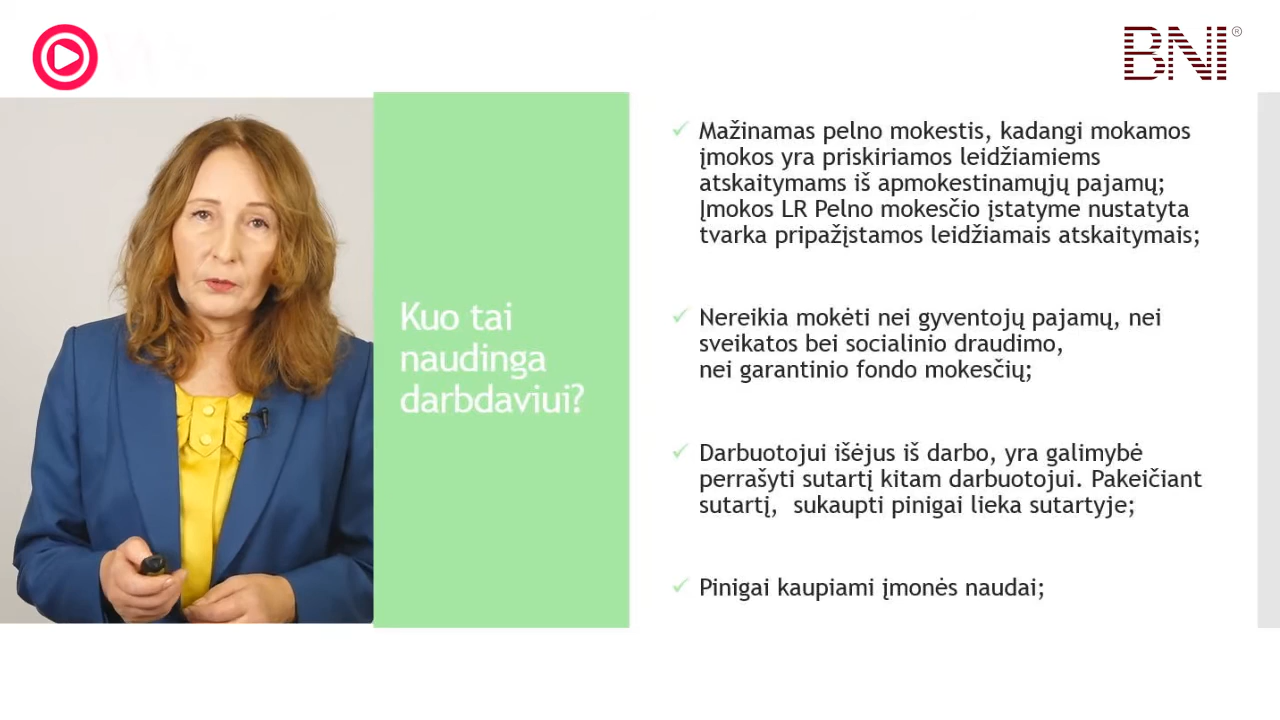 BNI®
Kuo tai
naudinga
darbdaviui?
Mažinamas pelno mokestis, kadangi mokamos
įmokos yra priskiriamos leidžiamiems
atskaitymams iš apmokestinamųjų pajamų;
Įmokos LR Pelno mokesčio įstatyme nustatyta
tvarka pripažįstamos leidžiamais atskaitymais;
Nereikia mokėti nei gyventojų pajamų, nei
sveikatos bei socialinio draudimo,
nei garantinio fondo mokesčių;
Darbuotojui išėjus iš darbo, yra galimybė
perrašyti sutartį kitam darbuotojui. Pakeičiant
sutartį,  sukaupti pinigai lieka sutartyje;
Pinigai kaupiami įmonės naudai;